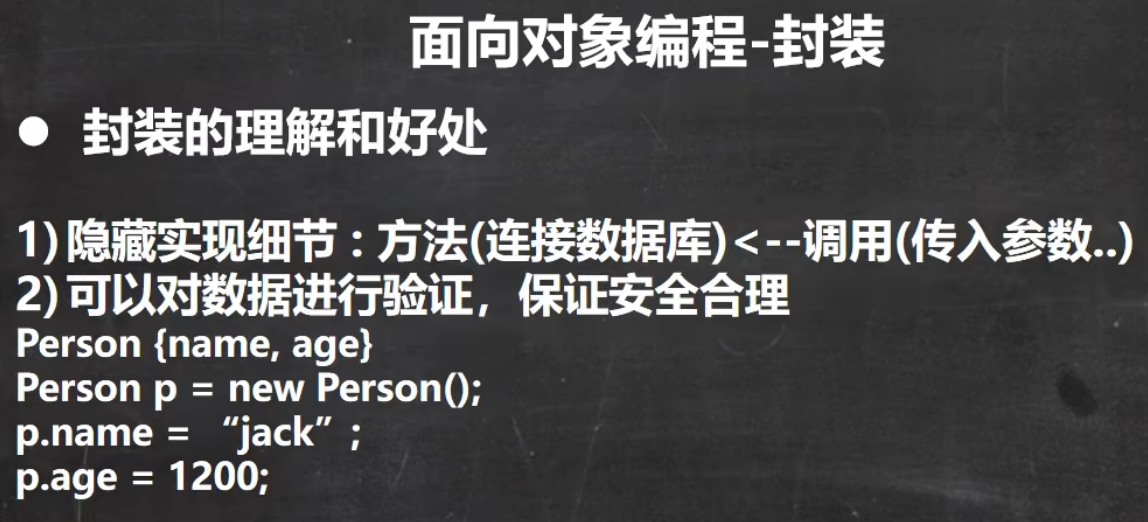 面向对象编程-封装
● 封装的理解和好处
1) 隐藏实现细节：方法(连接数据库)<--调用(传入参数..)
2) 可以对数据进行验证，保证安全合理
Person {name, age}
Person p = new Person();
p.name = “jack”;
p.age = 1200;